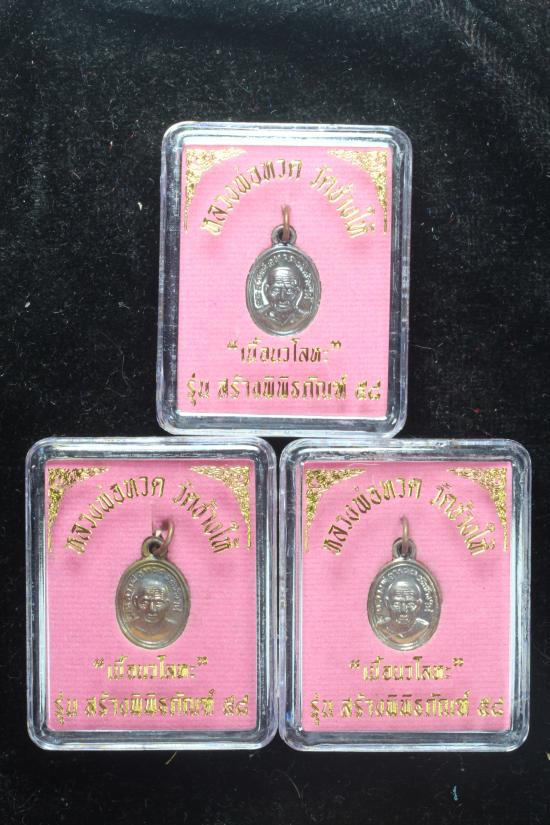 หลวงพ่อทวด วัดช้างให้
“เนื้อนวโลหะ”
รุ่น สร้างพิพิธภัณฑ์ ๕๔
หลวงพ่อทวด วัดช้างให้
“เนื้อนวโลหะ”
รุ่น สร้างพิพิธภัณฑ์ ๕๔
หลวงพ่อทวด วัดช้างให้
“เนื้อนวโลหะ”
รุ่น สร้างพิพิธภัณฑ์ ๕๔